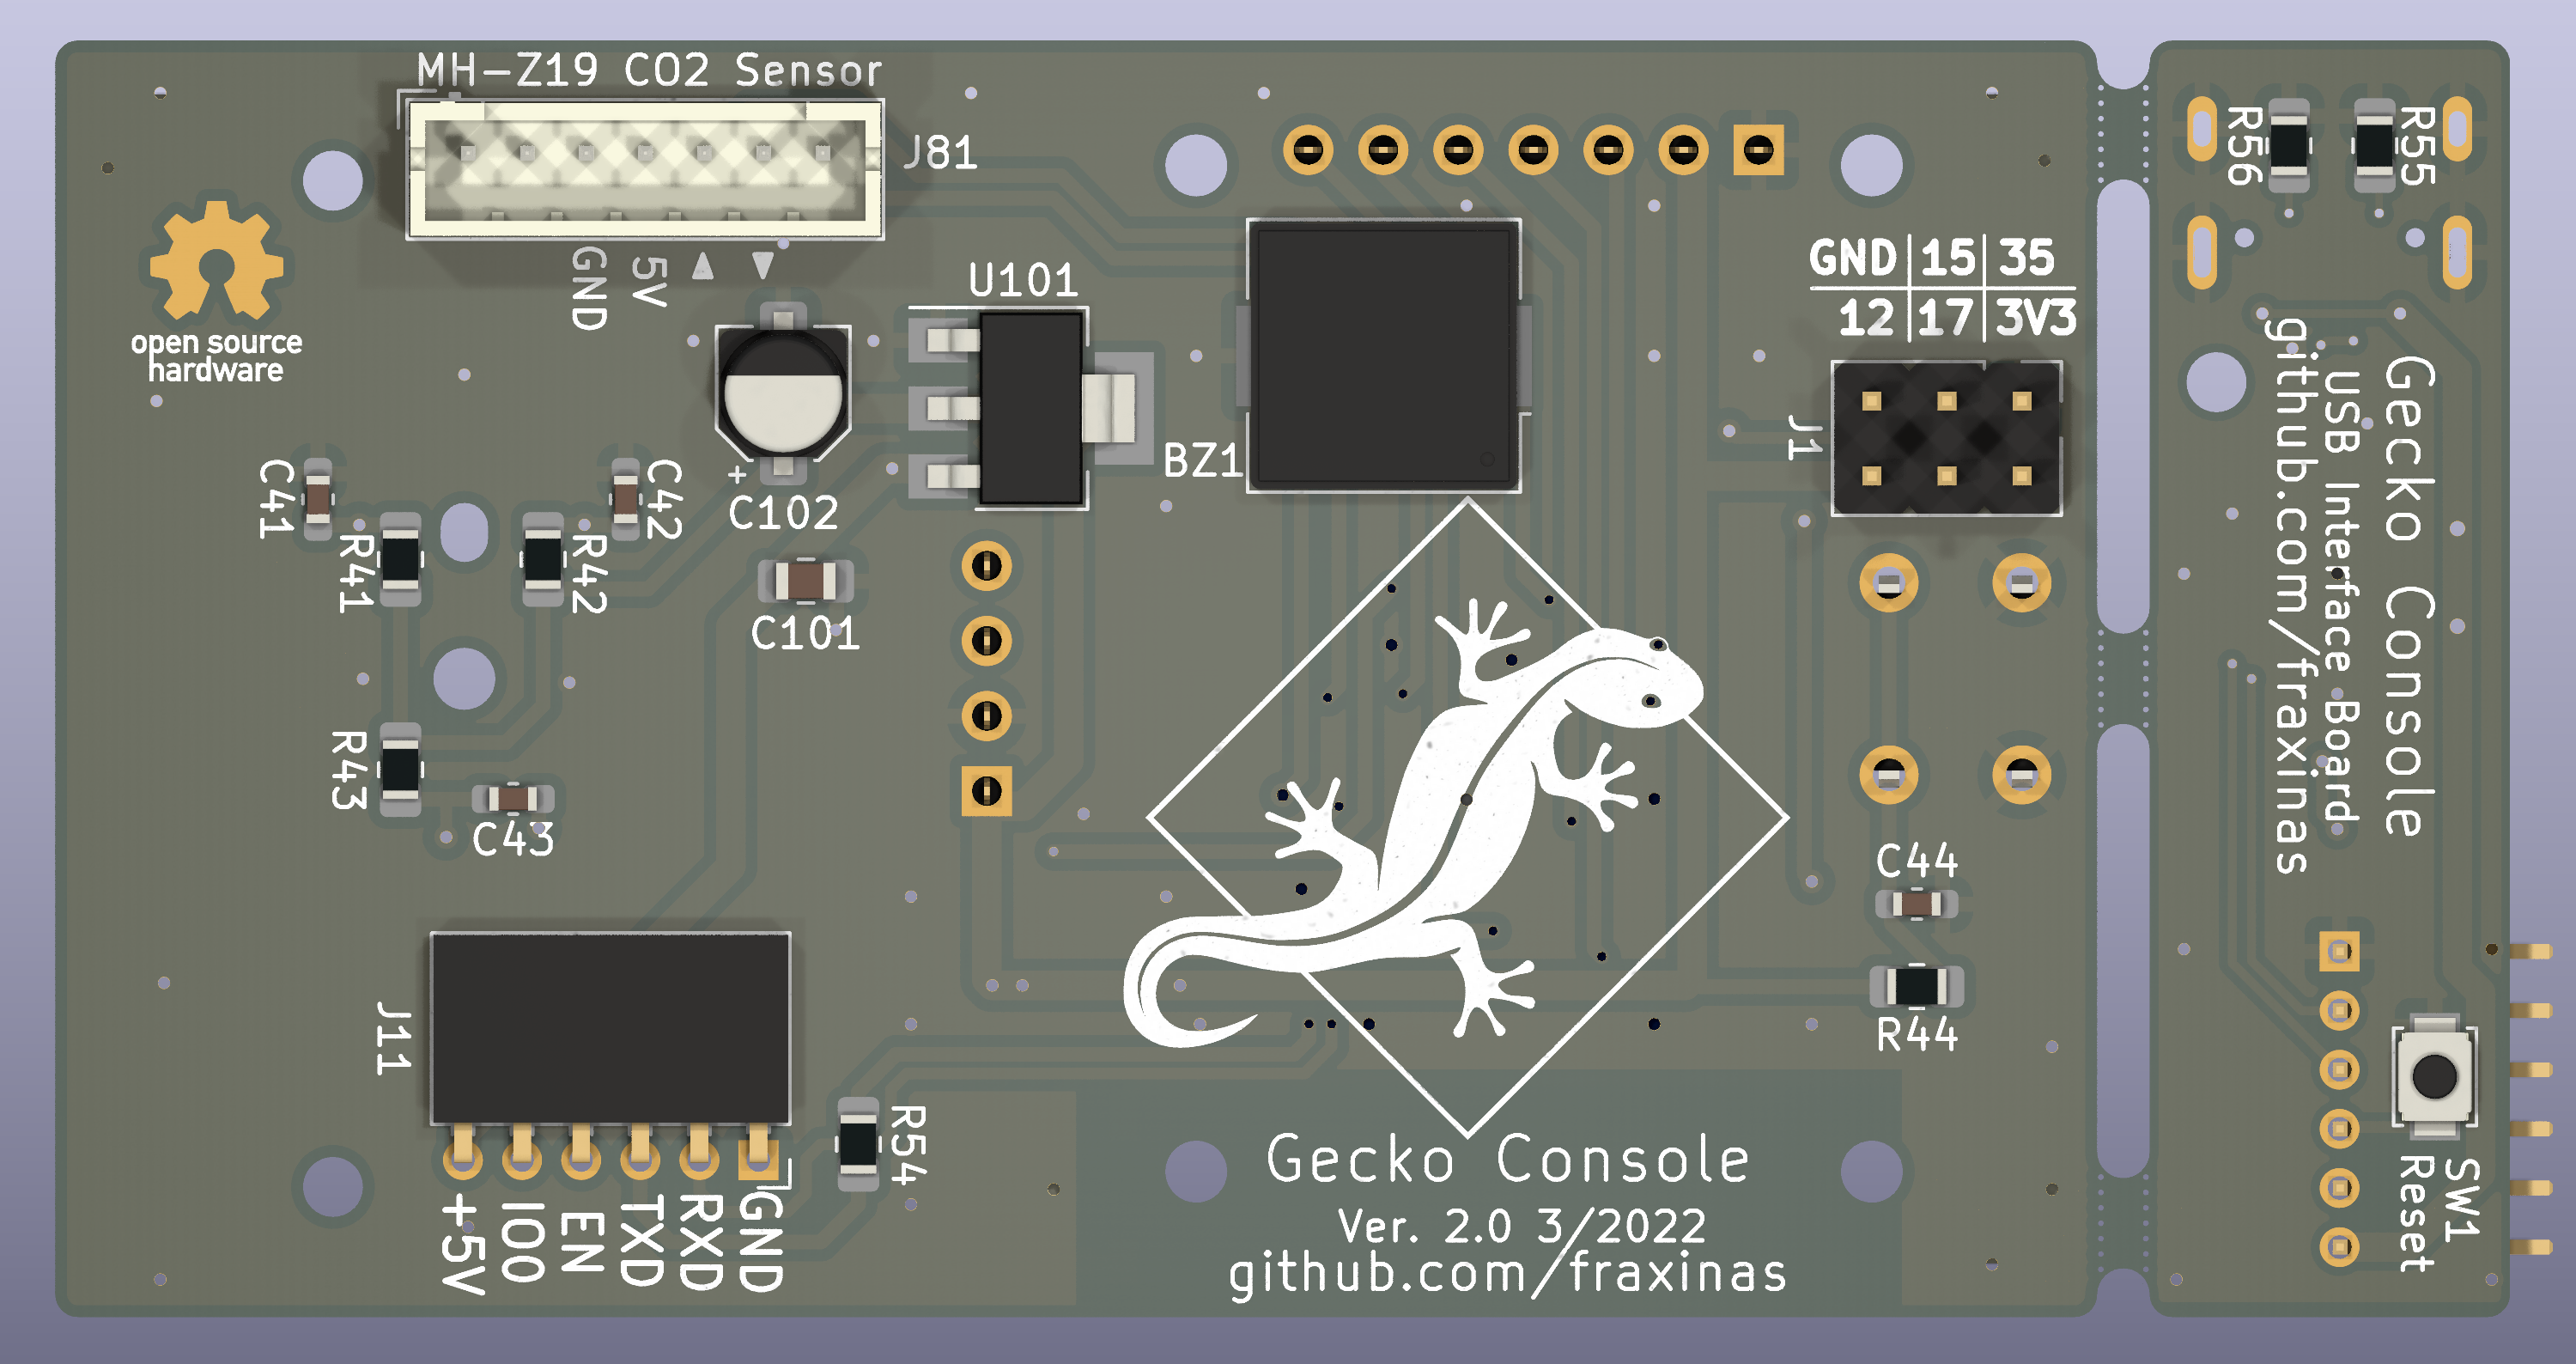 MH-Z19 CO2 Sensor
J81
GND
5V
open source
hardware
U101
GND 15 35
12 17 3V3
J1
BZ1
+
C102
C101
C41
R41
C42
R42
R43
C43
J11
+5V
IO0
EN
TXD
RXD
GND
R54
C44
R44
Gecko Console
Ver. 2.0 3/2022
github.com/fraxinas
R56
R55
Gecko Console
USB Interface Board
github.com/fraxinas
SW1
Reset